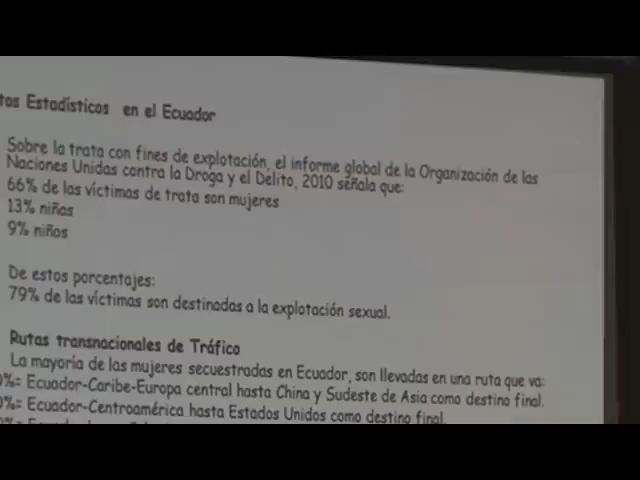 Estadísticos en el Ecuador
Sobre la trata con fines de explotación, el informe global de la Organización de las
Naciones Unidas contra la Droga y el Delito, 2010 señala que:
66% de las víctimas de trata son mujeres
13% niñas
9% niños
De estos porcentajes:
79% de las víctimas son destinadas a la explotación sexual.
Rutas transnacionales de Tráfico
La mayoría de las mujeres secuestradas en Ecuador, son llevadas en una ruta que va:
0%= Ecuador-Caribe-Europa central hasta China y Sudeste de Asia como destino final.
0%= Ecuador-Centroamérica hasta Estados Unidos como destino final.